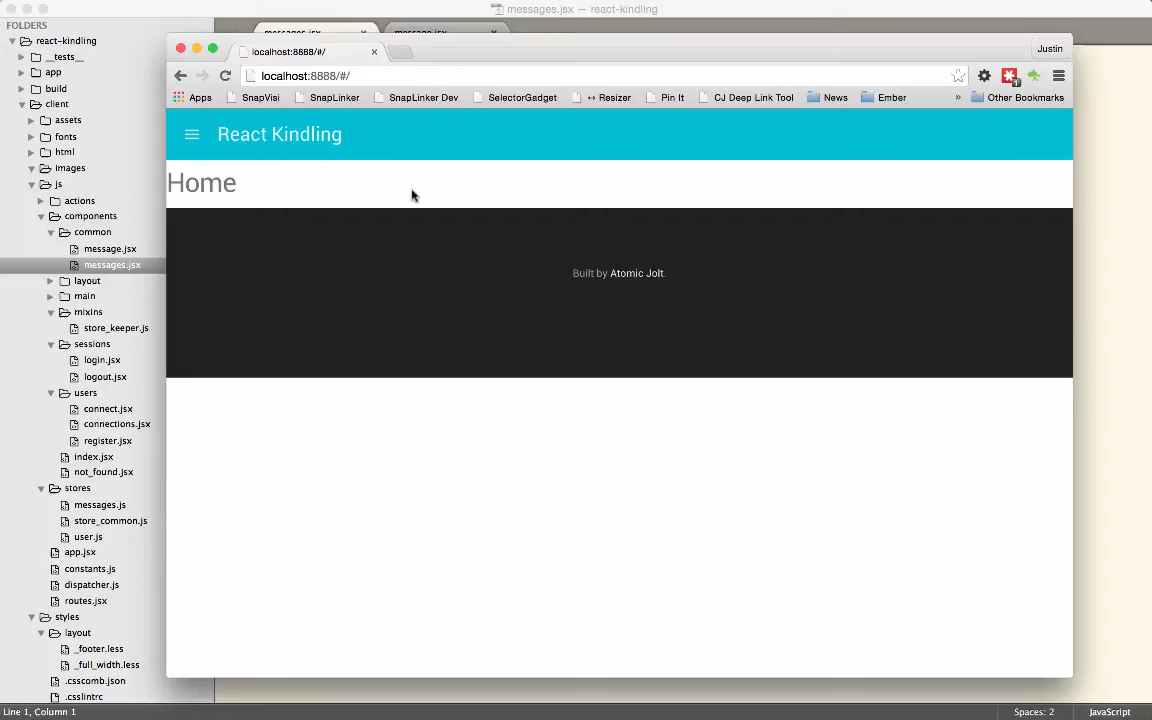 messages.jsx — react-kindling
FOLDERS
react-kindling
__tests__
app
build
client
assets
fonts
html
images
js
actions
components
common
message.jsx
messages.jsx
layout
main
mixins
store_keeper.js
sessions
login.jsx
logout.jsx
users
connect.jsx
connections.jsx
register.jsx
index.jsx
not_found.jsx
stores
messages.js
store_common.js
user.js
app.jsx
constants.js
dispatcher.js
routes.jsx
styles
layout
_footer.less
_full_width.less
.csscomb.json
.csslintrc
messages.jsx message.jsx
localhost:8888/#/ Justin
localhost:8888/#/
Apps SnapVisi SnapLinker SnapLinker Dev SelectorGadget ↔ Resizer Pin It CJ Deep Link Tool News Ember » Other Bookmarks
React Kindling
Home
Built by Atomic Jolt.
Line 1, Column 1 Spaces: 2 JavaScript